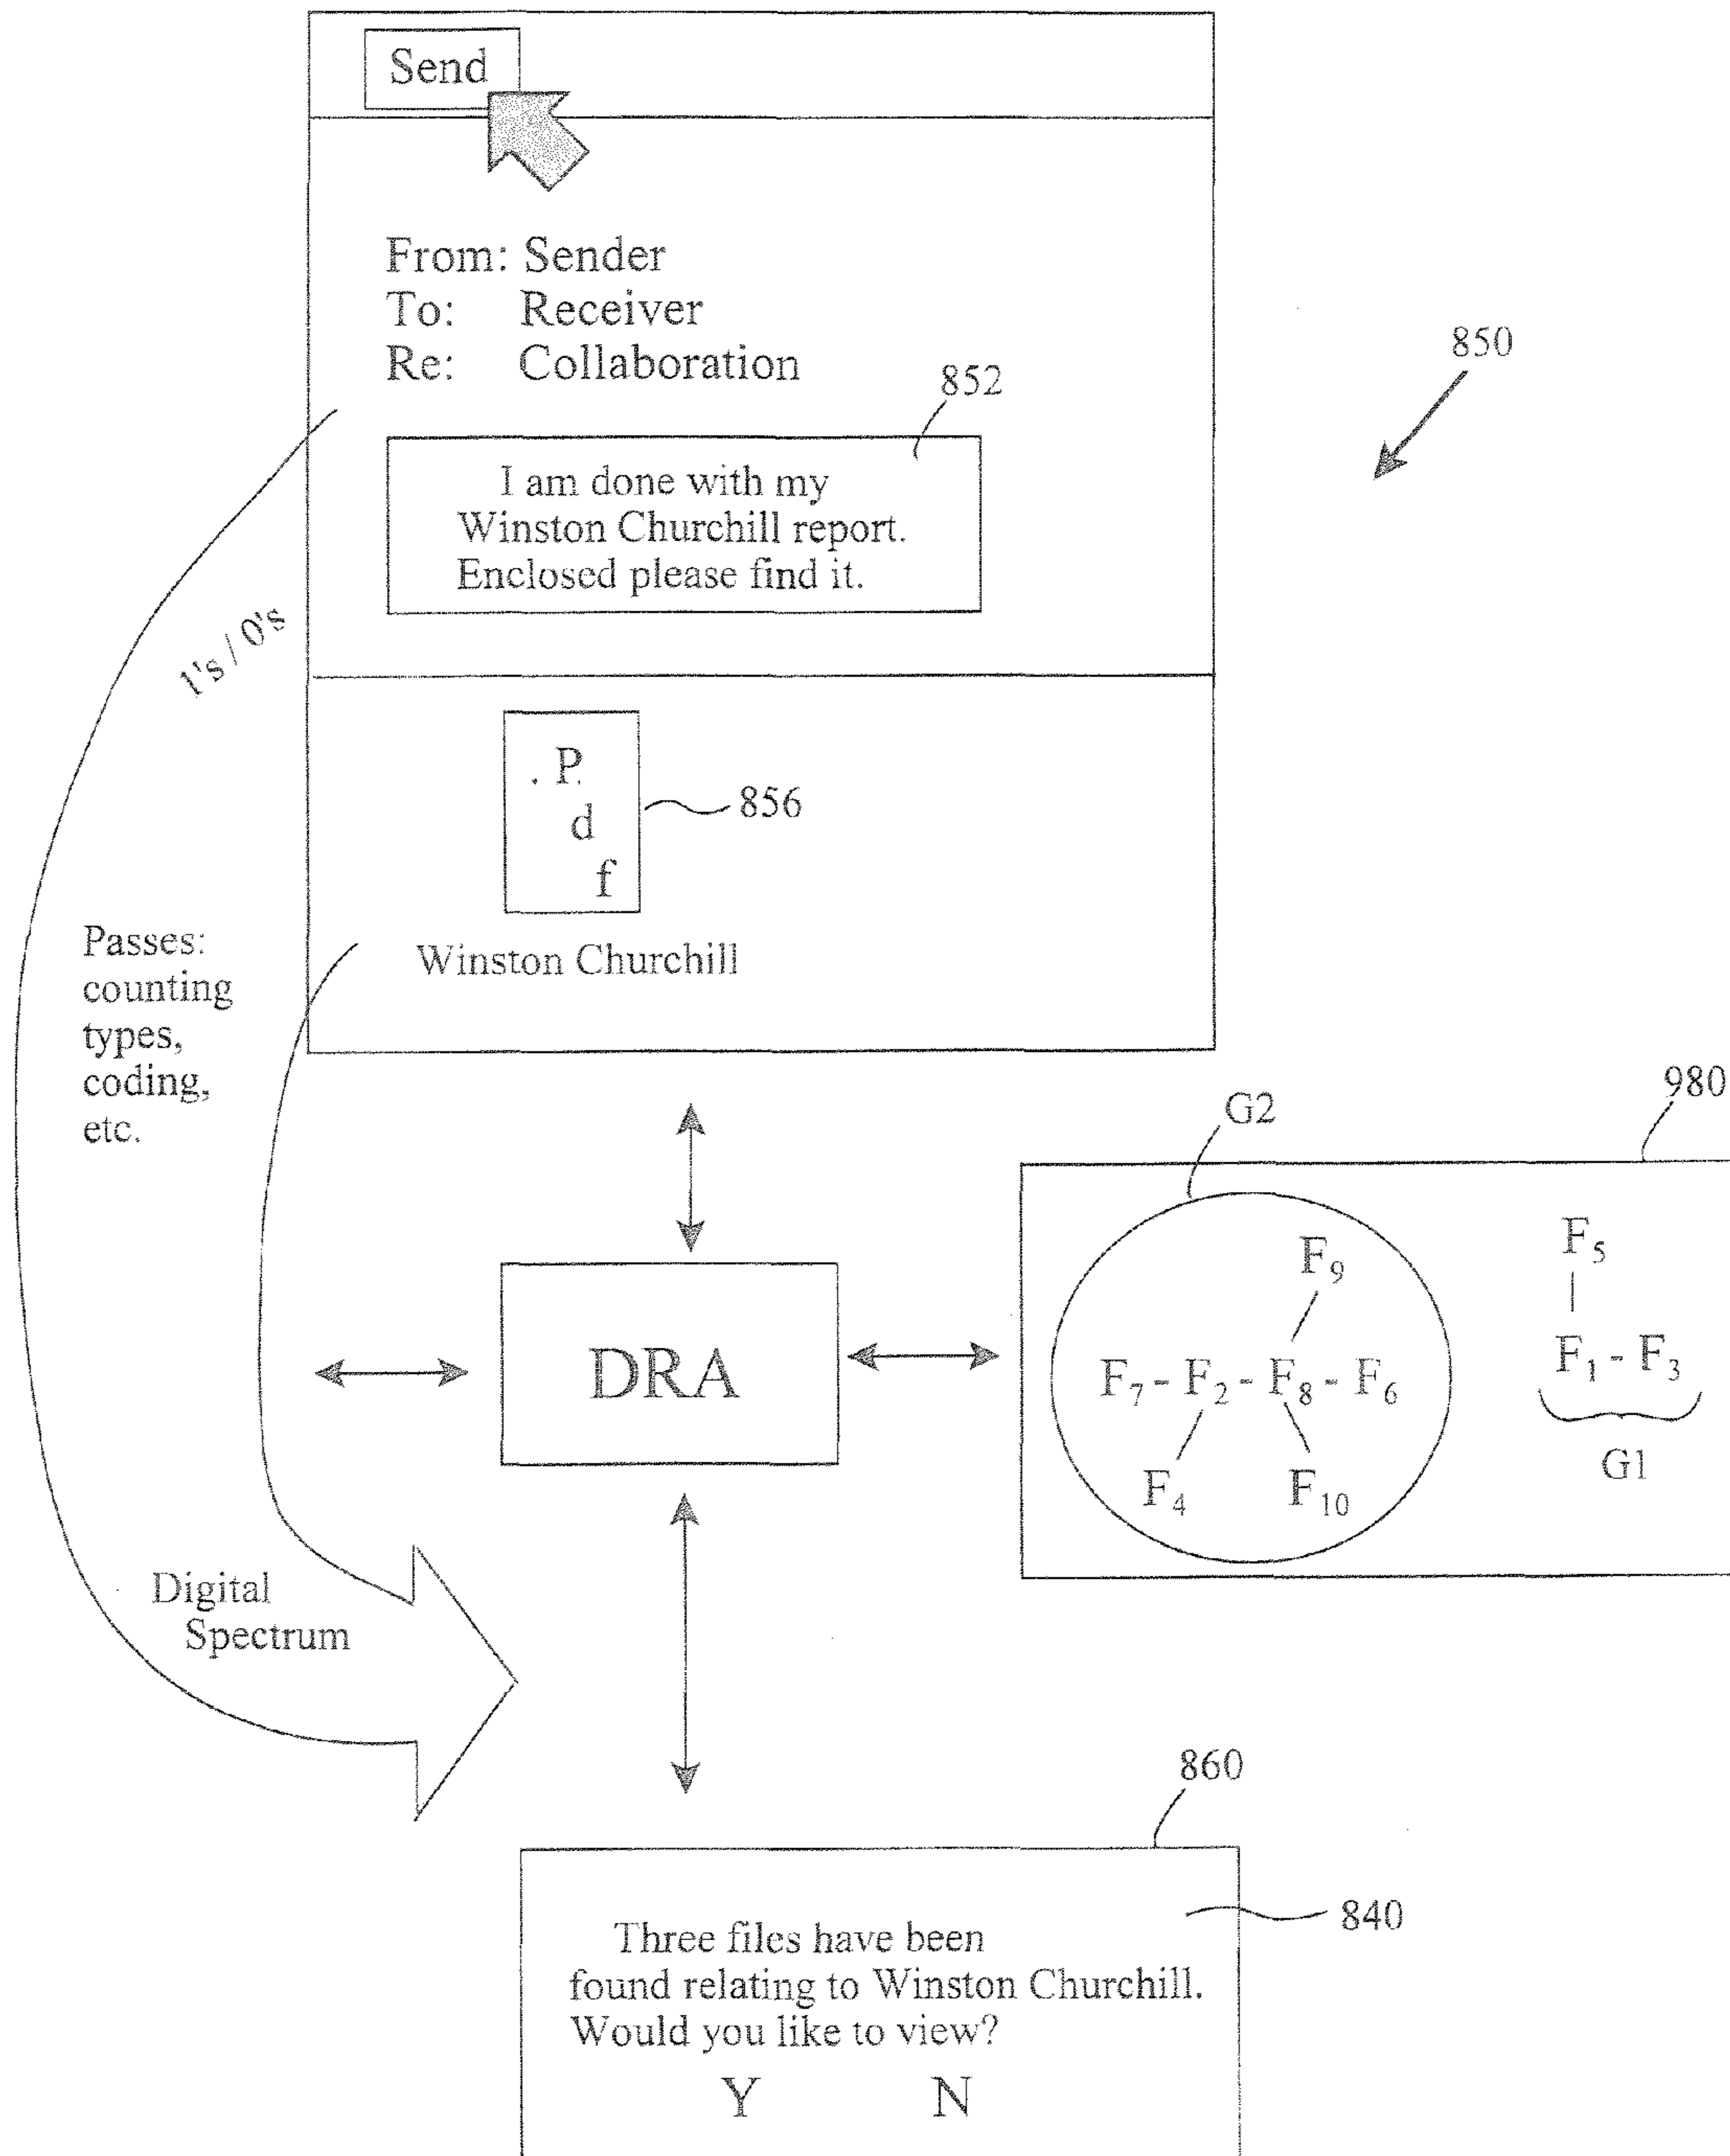 Send
From: Sender
To: Receiver
Re: Collaboration
850
852
I am done with my
Winston Churchill report.
Enclosed please find it.
1's / 0's
. P.
d
f
856
Winston Churchill
Passes:
counting
types,
coding,
etc.
980
G2
F9
F7 - F2 - F8 - F6
F4 F10
F5
F1 - F3
G1
DRA
Digital
Spectrum
860
840
Three files have been
found relating to Winston Churchill.
Would you like to view?
Y N